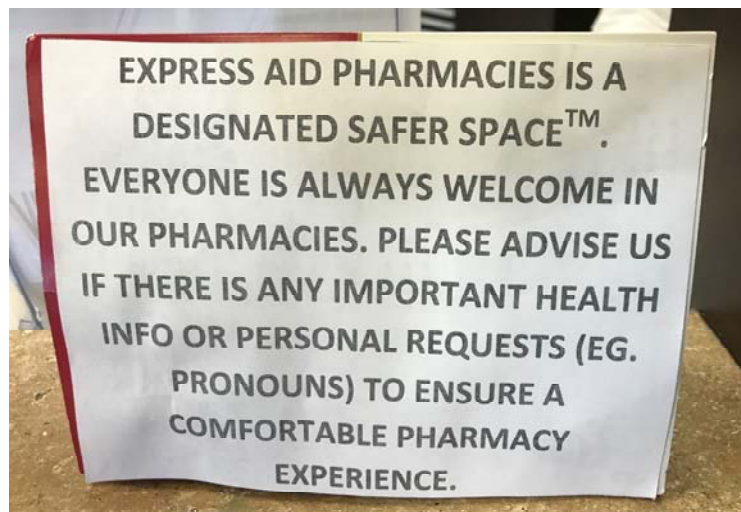 EXPRESS AID PHARMACIES IS A
DESIGNATED SAFER SPACE™.
EVERYONE IS ALWAYS WELCOME IN
OUR PHARMACIES. PLEASE ADVISE US
IF THERE IS ANY IMPORTANT HEALTH
INFO OR PERSONAL REQUESTS (EG.
PRONOUNS) TO ENSURE A
COMFORTABLE PHARMACY
EXPERIENCE.